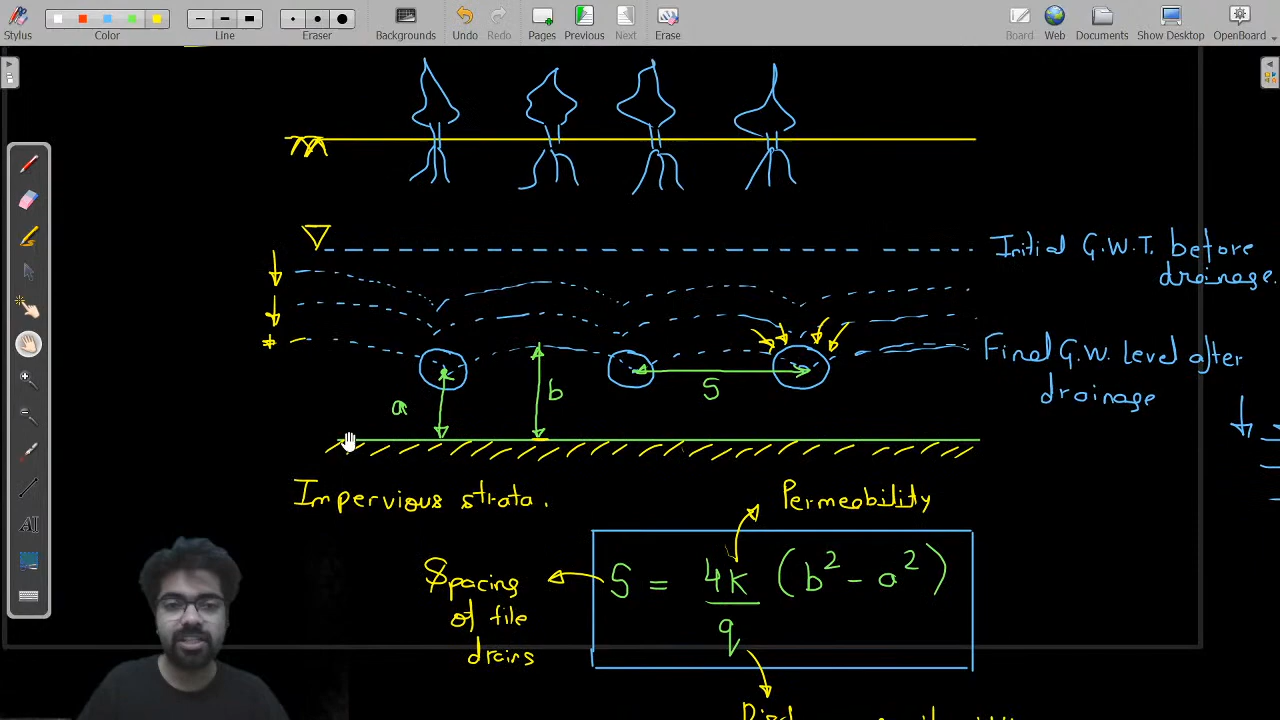 Stylus
Color
Line
Eraser
Backgrounds
Undo
Redo
Pages
Previous
Next
Erase
Board
Web
Documents
Show Desktop
OpenBoard
Initial G.W.T. before
drainage.
Final G.W. level after
drainage
a
b
S
Impervious strata.
Permeability
Spacing
of tile
drains
S = 4k/q (b² - a²)